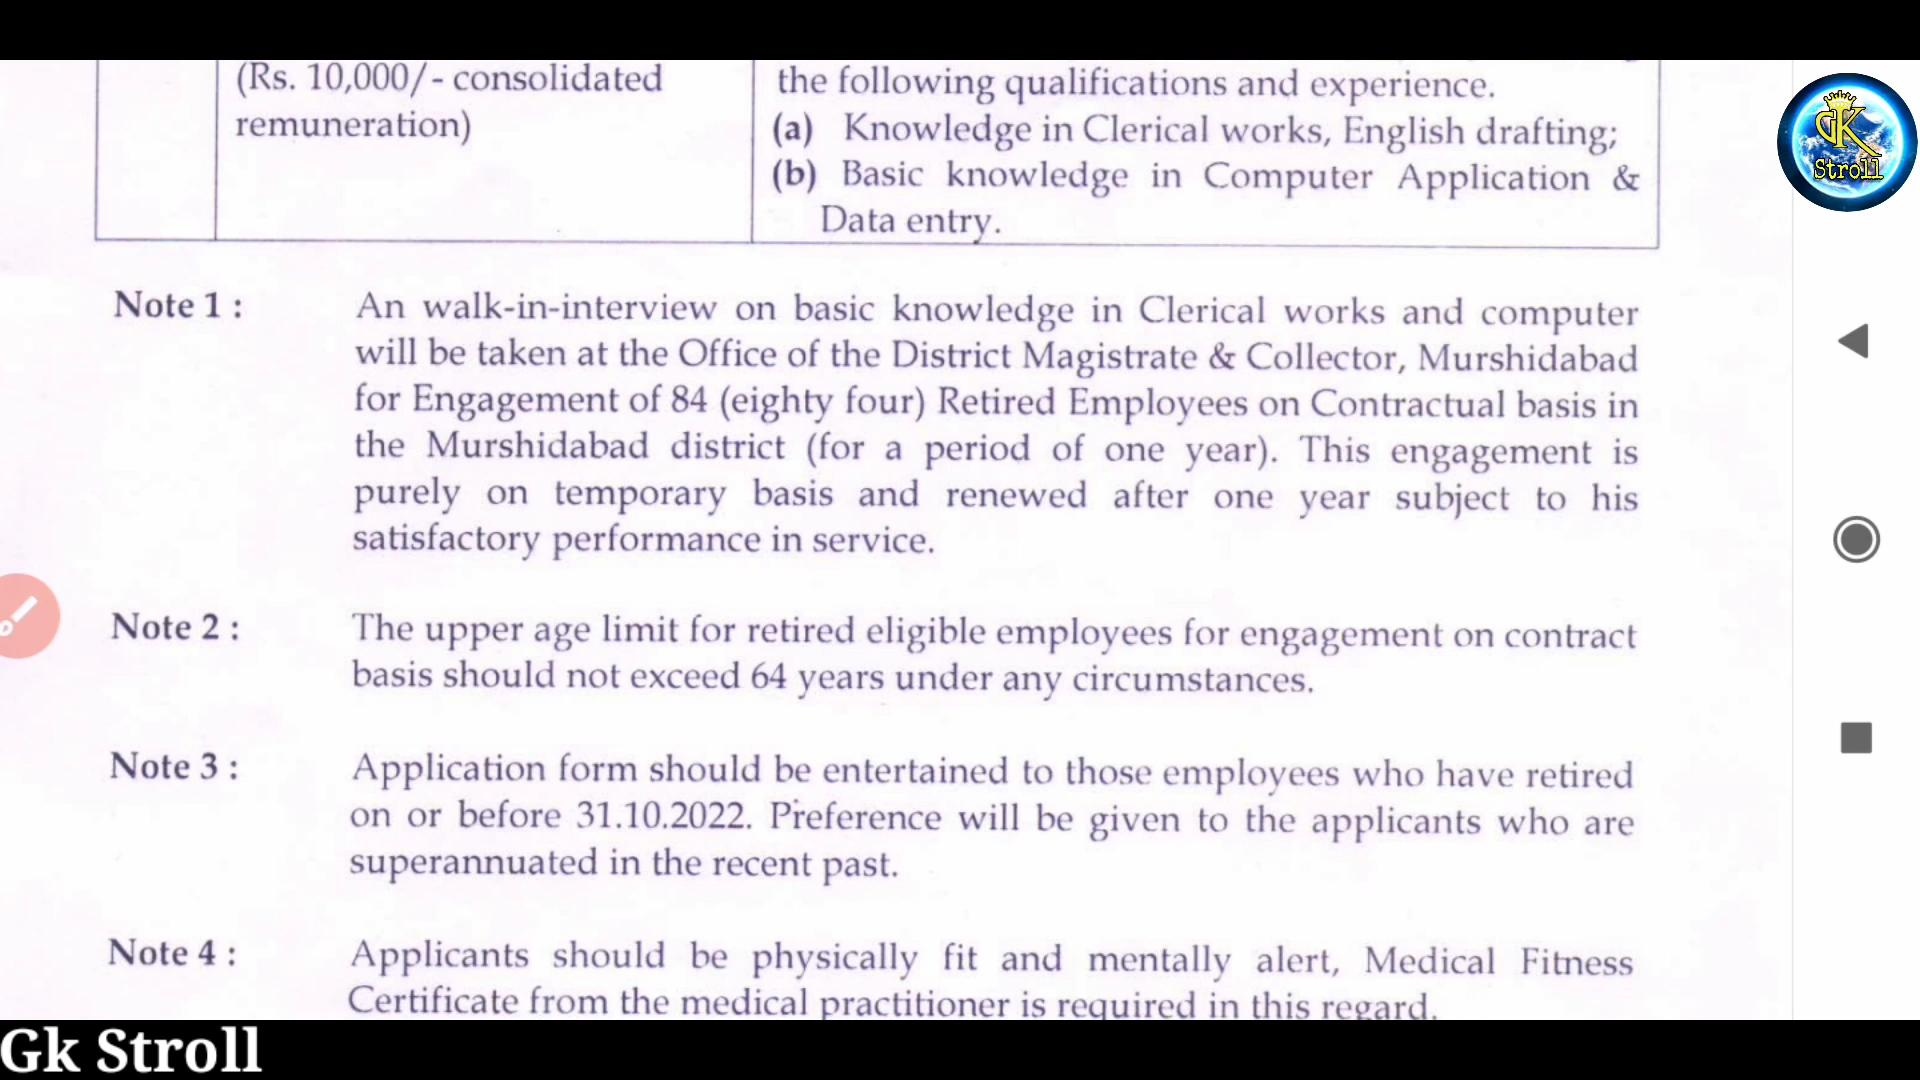 (Rs. 10,000/- consolidated
remuneration)
the following qualifications and experience.
(a) Knowledge in Clerical works, English drafting;
(b) Basic knowledge in Computer Application &
Data entry.
GK
Stroll
Note 1 : An walk-in-interview on basic knowledge in Clerical works and computer
will be taken at the Office of the District Magistrate & Collector, Murshidabad
for Engagement of 84 (eighty four) Retired Employees on Contractual basis in
the Murshidabad district (for a period of one year). This engagement is
purely on temporary basis and renewed after one year subject to his
satisfactory performance in service.
Note 2 : The upper age limit for retired eligible employees for engagement on contract
basis should not exceed 64 years under any circumstances.
Note 3 : Application form should be entertained to those employees who have retired
on or before 31.10.2022. Preference will be given to the applicants who are
superannuated in the recent past.
Note 4 : Applicants should be physically fit and mentally alert, Medical Fitness
Certificate from the medical practitioner is required in this regard.
Gk Stroll